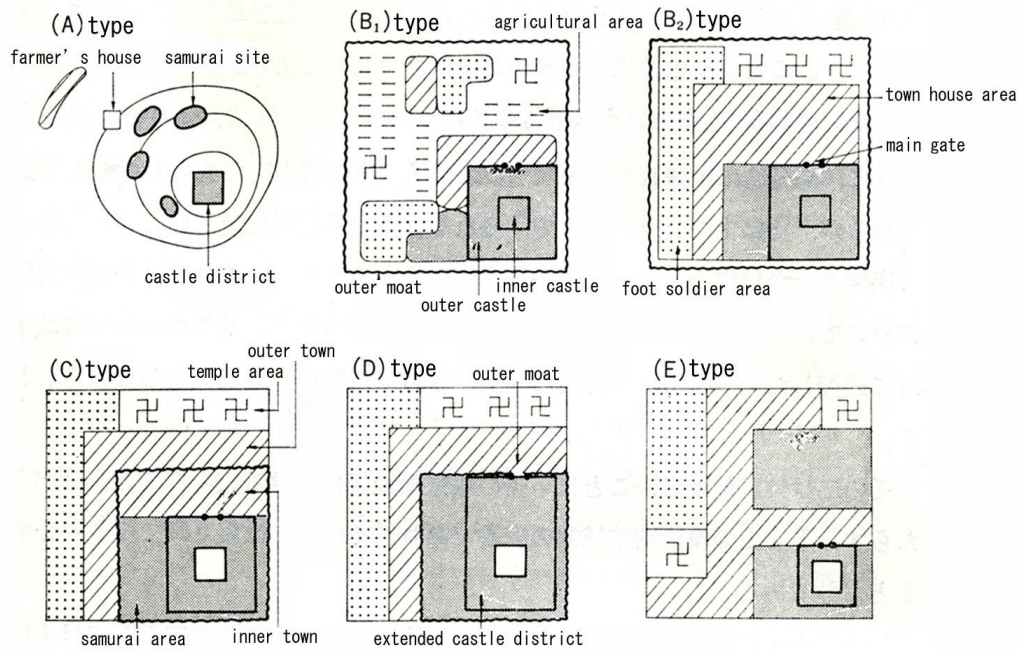 (A)type
farmer's house
samurai site
castle district
(B₁)type
agricultural area
outer moat
outer castle
inner castle
(B₂)type
town house area
main gate
foot soldier area
(C)type
outer town
temple area
samurai area
inner town
(D)type
outer moat
extended castle district
(E)type